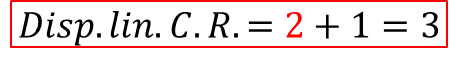 Disp. lin. C. R. = 2 + 1 = 3